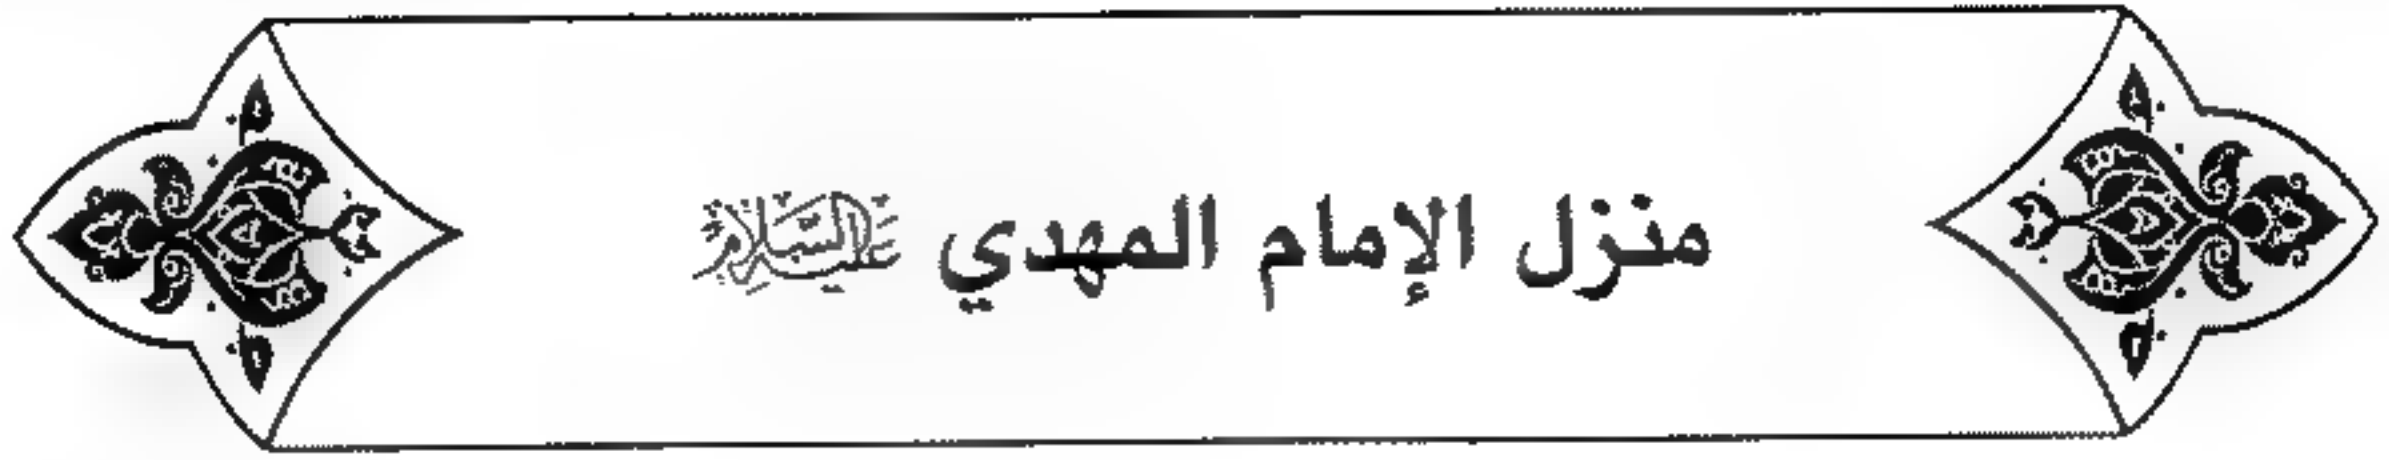 منزل الإمام المهدي عليه السلام